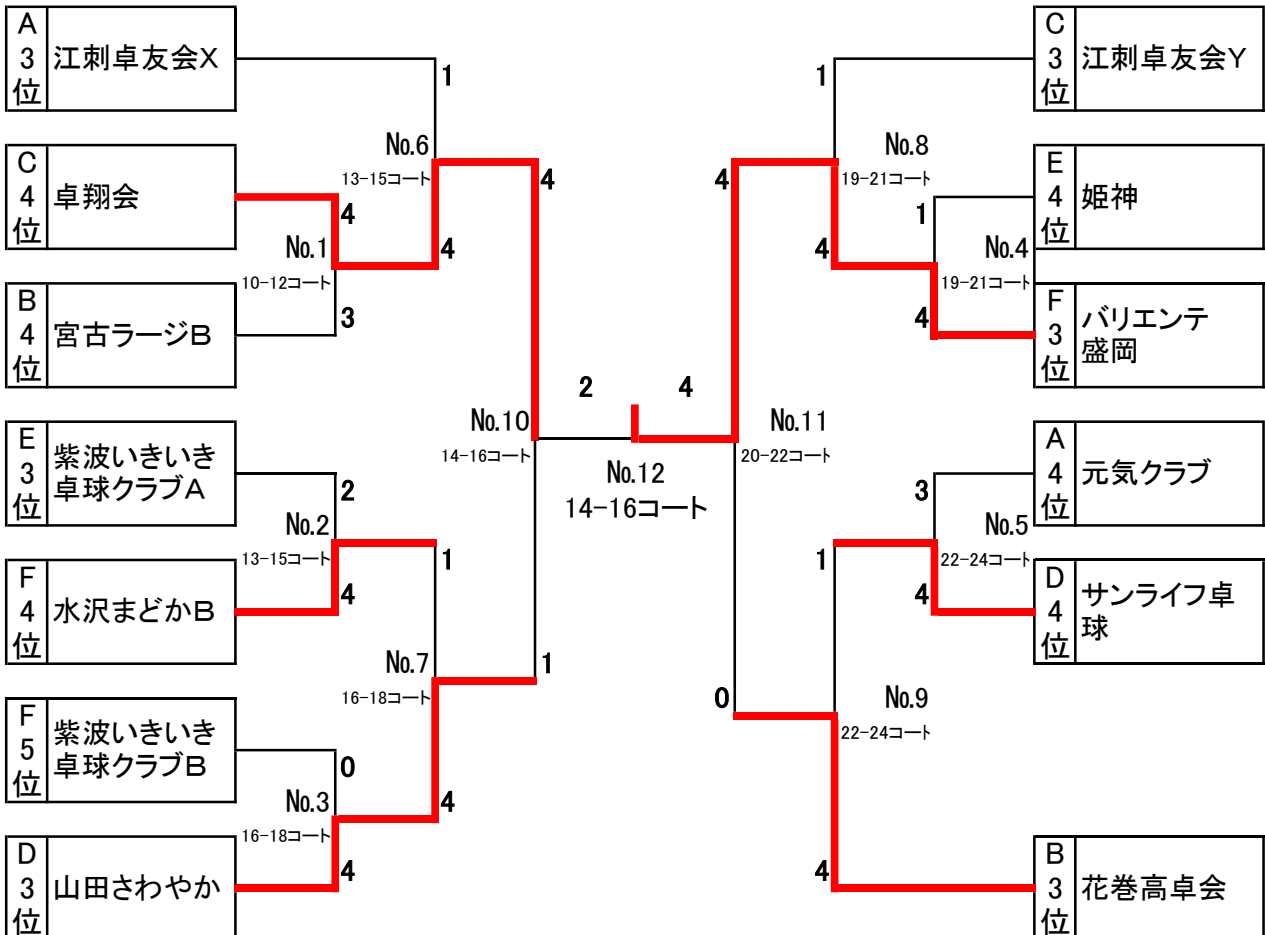 A
3
位
江刺卓友会X
C
4
位
卓翔会
B
4
位
宮古ラージB
E
3
位
紫波いきいき
卓球クラブA
F
4
位
水沢まどかB
F
5
位
紫波いきいき
卓球クラブB
D
3
位
山田さわやか
1
No.6
13-15コート
4
4
4
No.1
10-12コート
3
2
No.2
13-15コート
4
1
No.7
16-18コート
1
0
No.3
16-18コート
4
4
No.10
14-16コート
2
4
No.12
14-16コート
No.11
20-22コート
1
No.8
19-21コート
4
4
1
No.4
19-21コート
4
3
No.5
22-24コート
4
1
0
No.9
22-24コート
4
C
3
位
江刺卓友会Y
E
4
位
姫神
F
3
位
バリエンテ
盛岡
A
4
位
元気クラブ
D
4
位
サンライフ卓
球
B
3
位
花巻高卓会